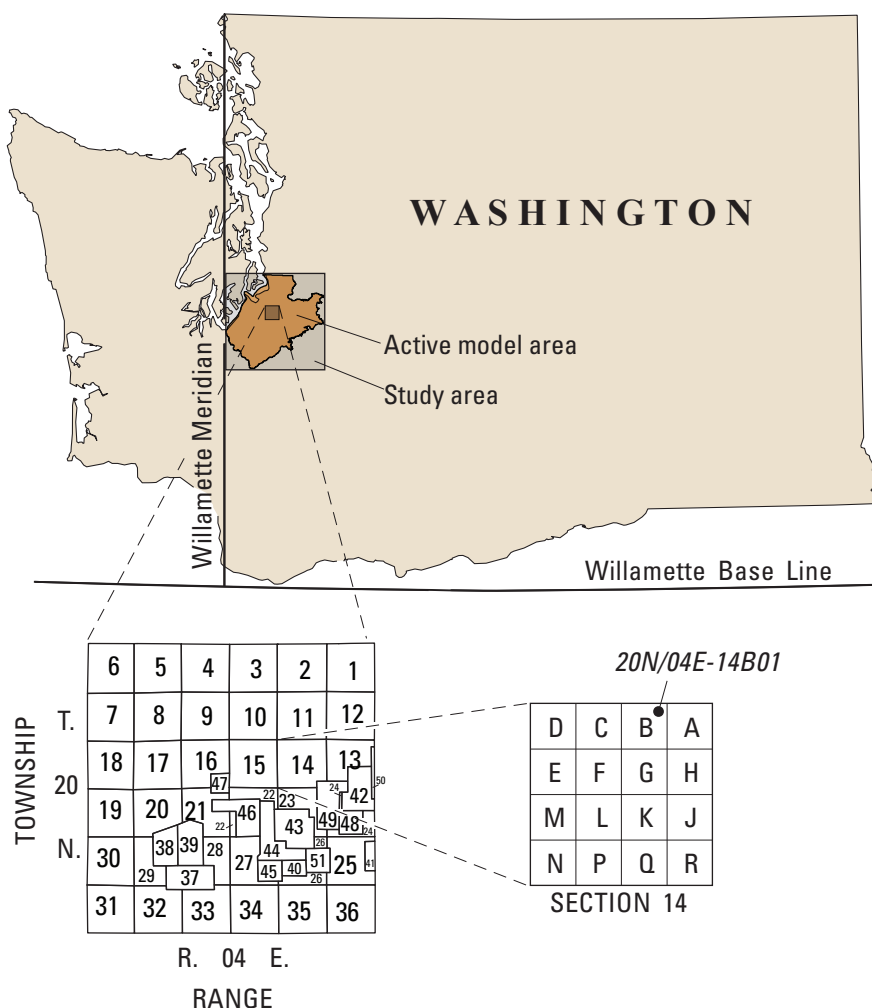 WASHINGTON
Active model area
Study area
Willamette Meridian
Willamette Base Line
6 5 4 3 2 1
7 8 9 10 11 12
18 17 16 15 14 13
47 24 42 50
19 20 21 22 46 22 23 43 49 48 24
30 38 39 28 27 44 26 51 25 41
29 37 45 40 26
31 32 33 34 35 36
TOWNSHIP
T.
20
N.
R. 04 E.
RANGE
20N/04E-14B01
D C B A
E F G H
M L K J
N P Q R
SECTION 14